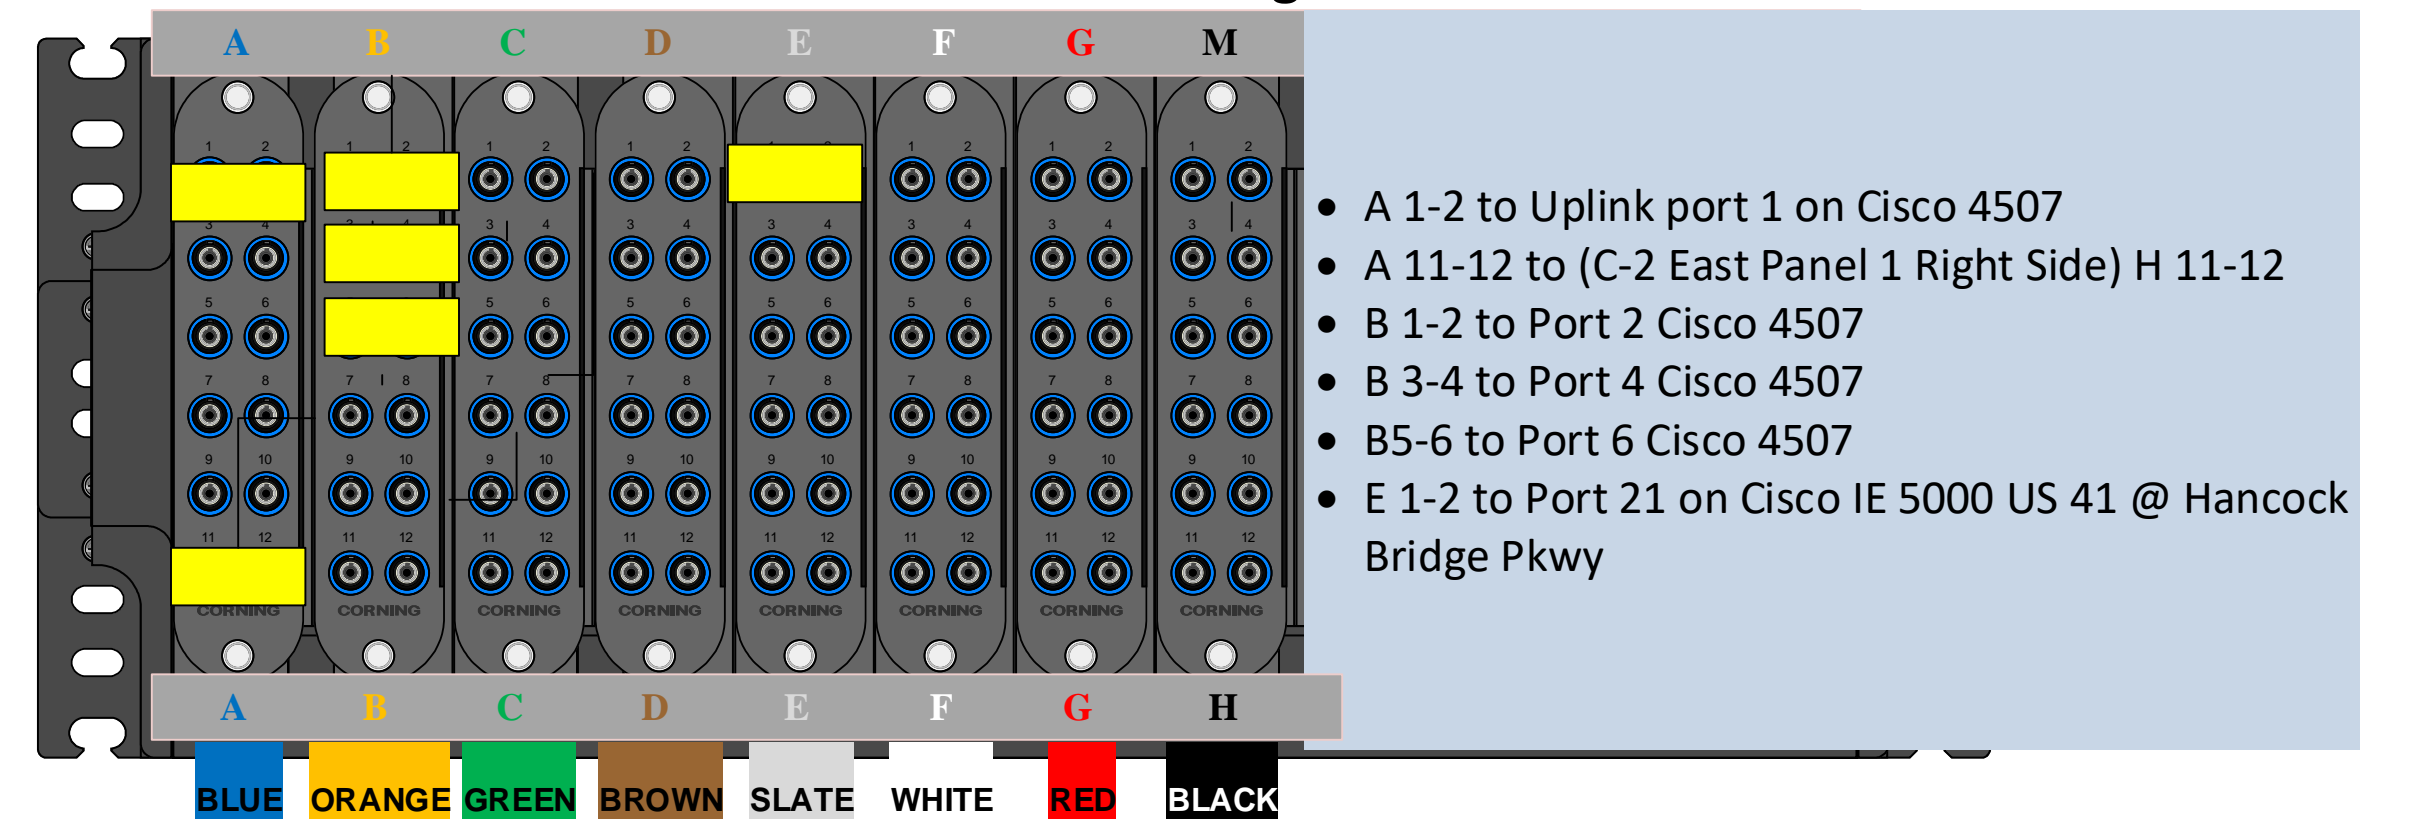 A B C D E F G M
1 2 1 2 1 2 1 2 1 2 1 2 1 2
3 4 3 4 3 4 3 4 3 4 3 4 3 4
5 6 5 6 5 6 5 6 5 6 5 6 5 6
7 8 7 8 7 8 7 8 7 8 7 8 7 8 7 8
9 10 9 10 9 10 9 10 9 10 9 10 9 10 9 10
11 12 11 12 11 12 11 12 11 12 11 12 11 12 11 12
CORNING CORNING CORNING CORNING CORNING CORNING CORNING CORNING
A B C D E F G H
BLUE ORANGE GREEN BROWN SLATE WHITE RED BLACK
• A 1-2 to Uplink port 1 on Cisco 4507
• A 11-12 to (C-2 East Panel 1 Right Side) H 11-12
• B 1-2 to Port 2 Cisco 4507
• B 3-4 to Port 4 Cisco 4507
• B5-6 to Port 6 Cisco 4507
• E 1-2 to Port 21 on Cisco IE 5000 US 41 @ Hancock
Bridge Pkwy